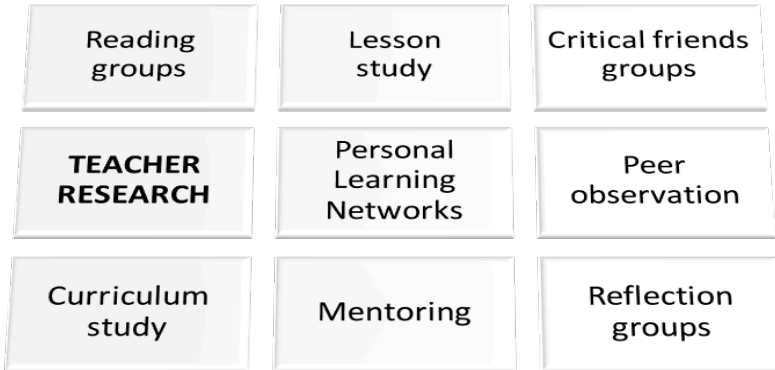 Reading
groups
Lesson
study
Critical friends
groups
TEACHER
RESEARCH
Personal
Learning
Networks
Peer
observation
Curriculum
study
Mentoring
Reflection
groups